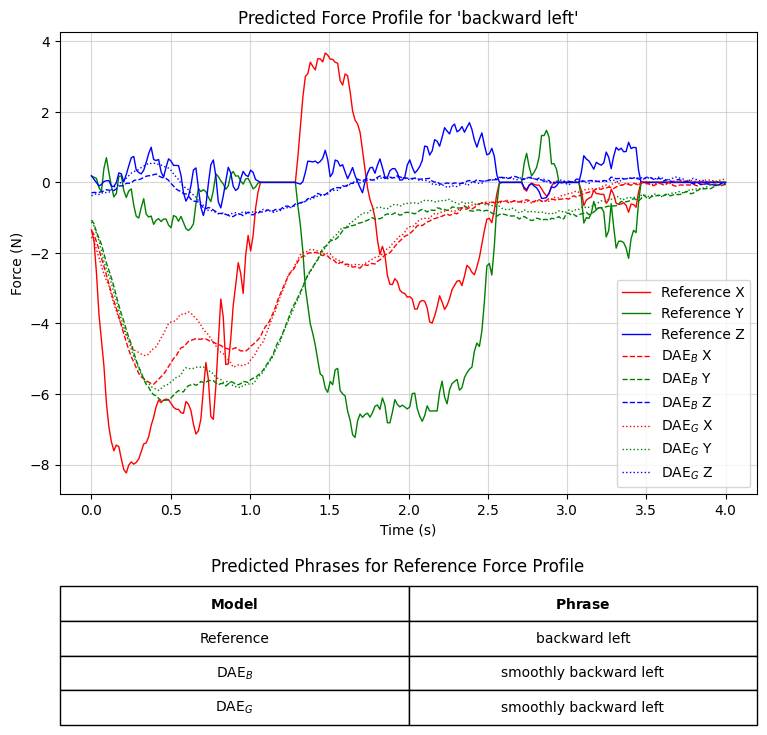 Predicted Force Profile for 'backward left'
Force (N)
4
2
0
−2
−4
−6
−8
0.0 0.5 1.0 1.5 2.0 2.5 3.0 3.5 4.0
Time (s)
Reference X
Reference Y
Reference Z
DAE_B X
DAE_B Y
DAE_B Z
DAE_G X
DAE_G Y
DAE_G Z
Predicted Phrases for Reference Force Profile
Model Phrase
Reference backward left
DAE_B smoothly backward left
DAE_G smoothly backward left